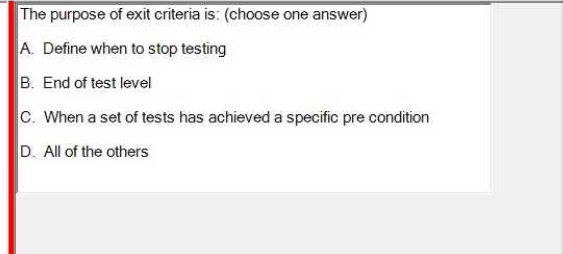 The purpose of exit criteria is: (choose one answer)
A. Define when to stop testing
B. End of test level
C. When a set of tests has achieved a specific pre condition
D. All of the others